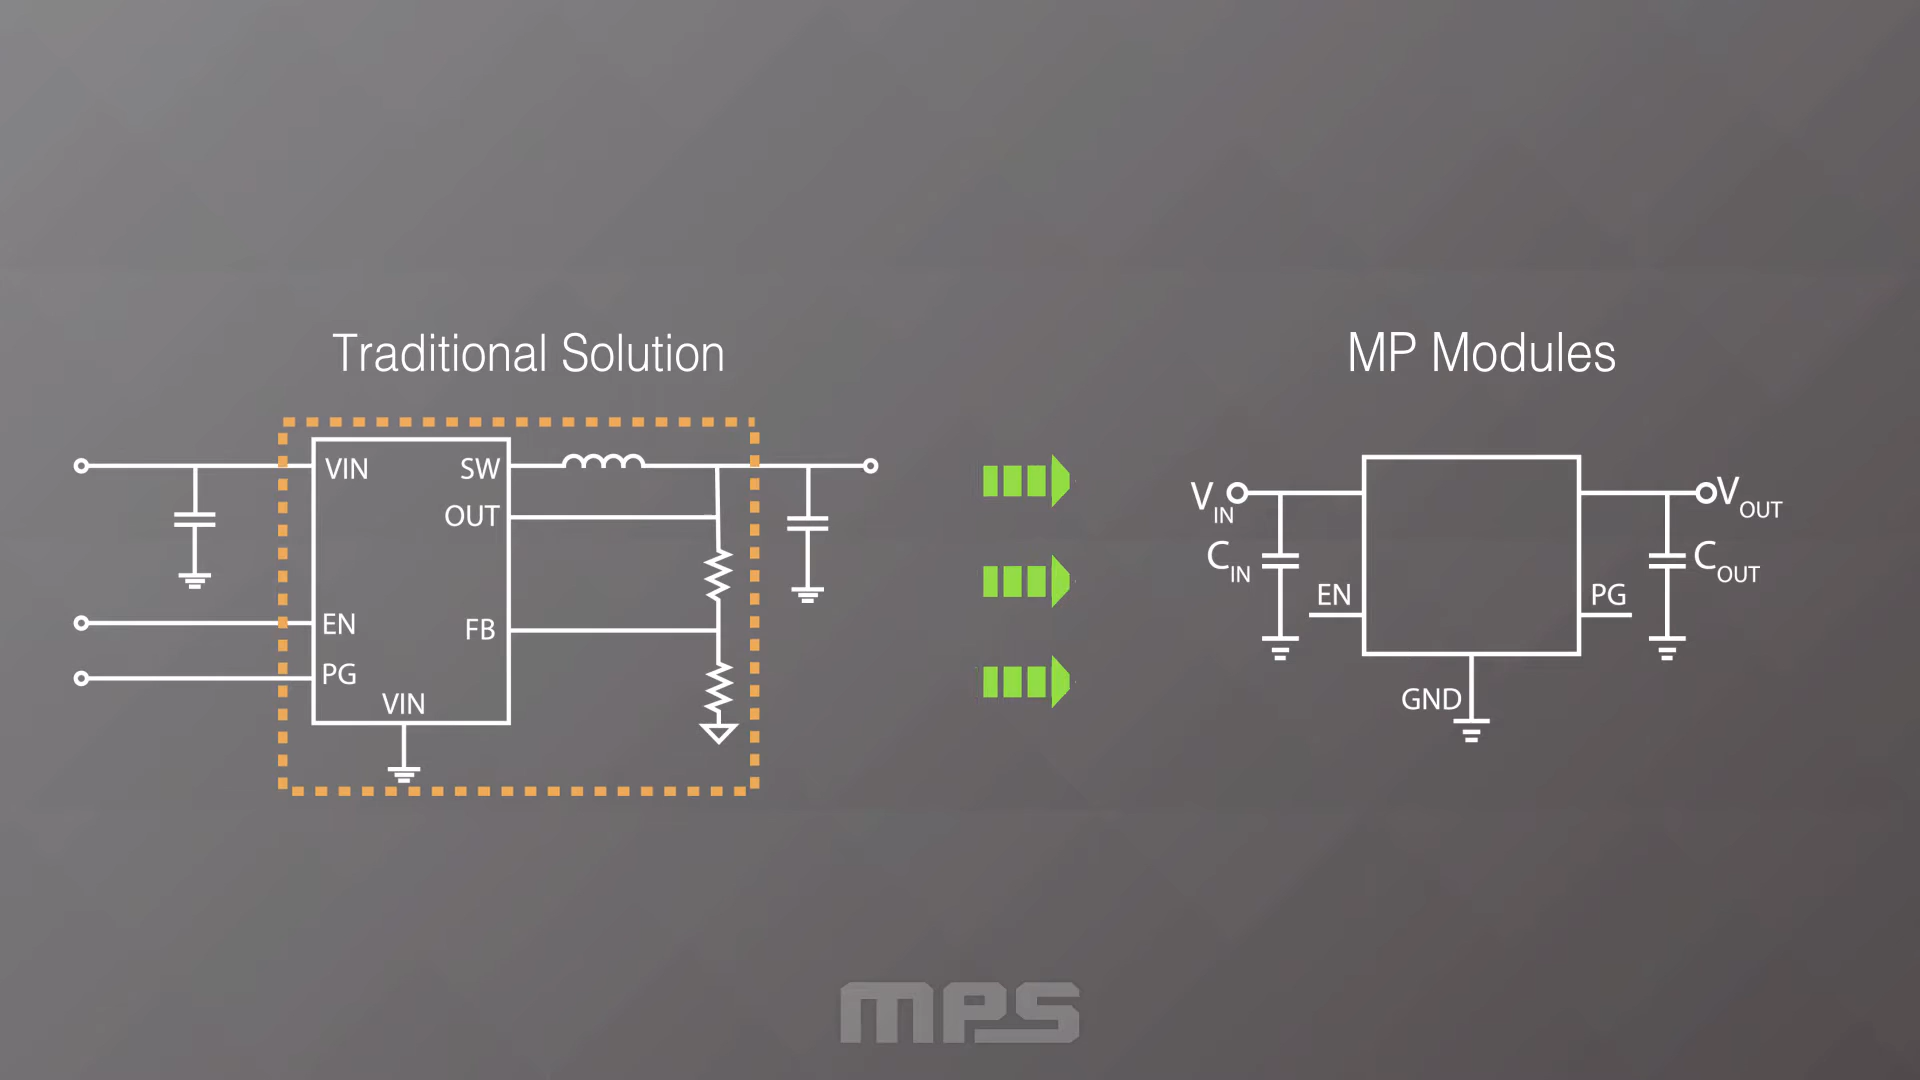 Traditional Solution
VIN
SW
OUT
EN
FB
PG
VIN
MP Modules
VIN
VOUT
CIN
COUT
EN
PG
GND
MPS